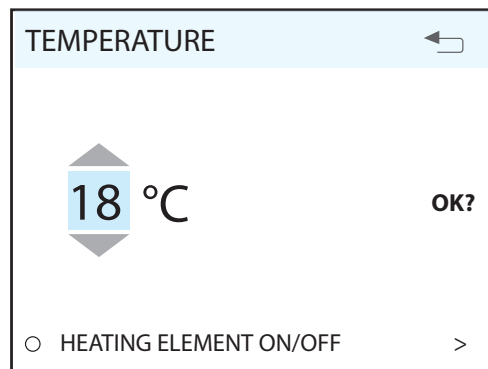 TEMPERATURE
18 °C
OK?
HEATING ELEMENT ON/OFF >